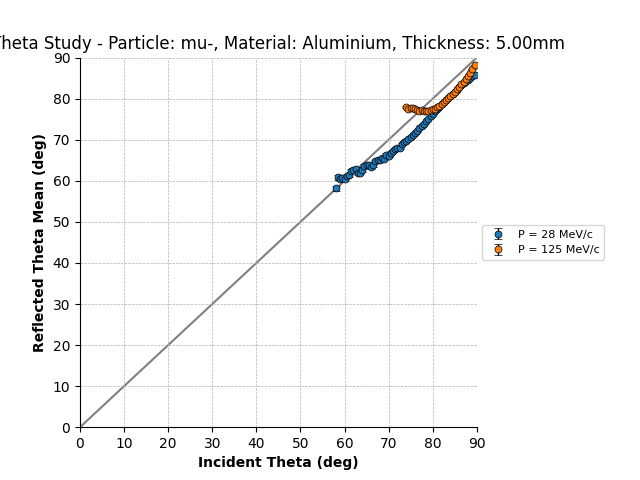 heta Study - Particle: mu-, Material: Aluminium, Thickness: 5.00mm
90
80
70
60
50
40
30
20
10
0
Reflected Theta Mean (deg)
0 10 20 30 40 50 60 70 80 90
Incident Theta (deg)
P = 28 MeV/c
P = 125 MeV/c